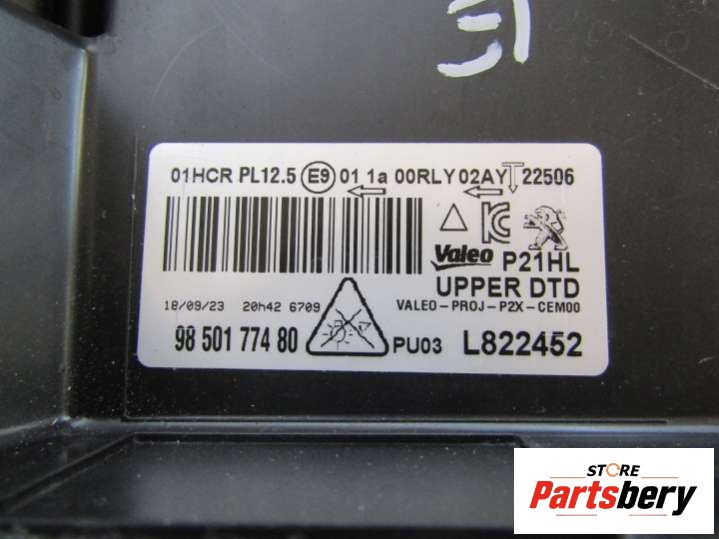 01HCR PL12.5 E9 01 1a 00RLY 02AY T 22506
Valeo P21HL
UPPER DTD
18/09/23 20h42 6709
VALEO-PROJ-P2X-CEM00
98 501 774 80
PU03 L822452
STORE
Partsbery